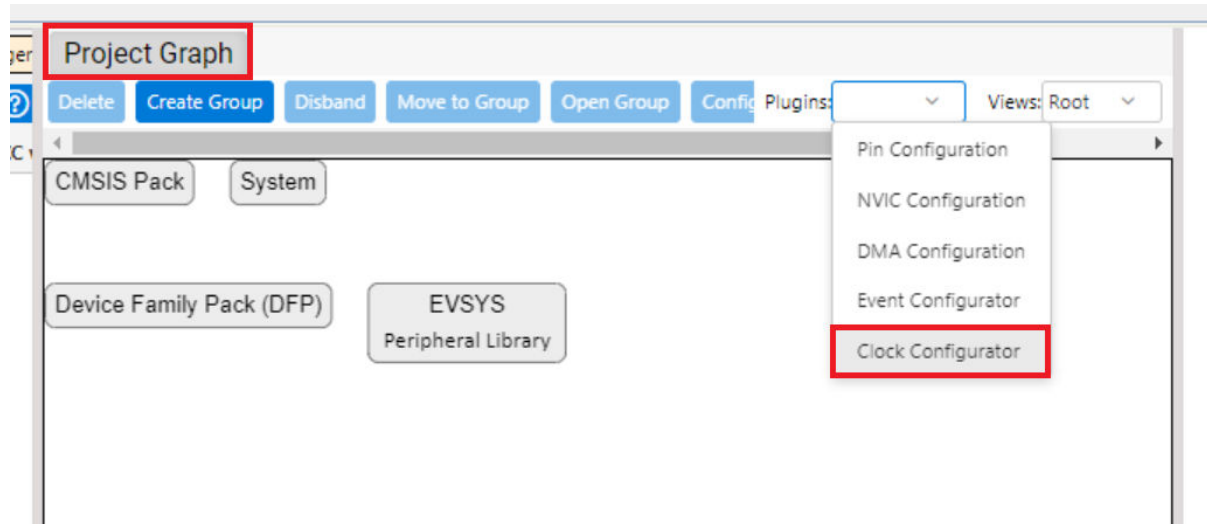 Project Graph
Delete Create Group Disband Move to Group Open Group Plugins: Views: Root
Pin Configuration
CMSIS Pack System
NVIC Configuration
DMA Configuration
Device Family Pack (DFP) EVSYS Event Configurator
Peripheral Library
Clock Configurator